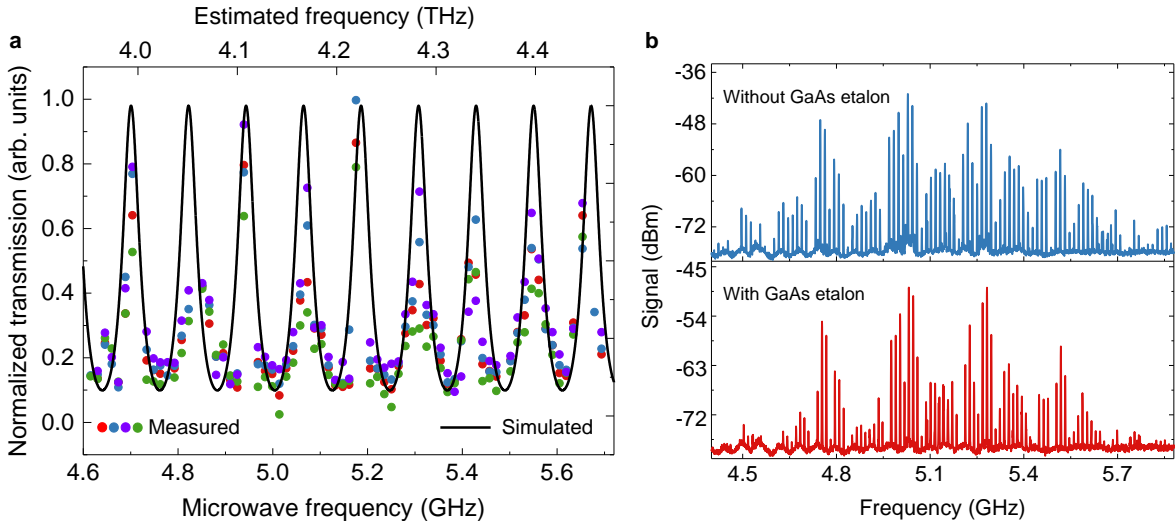 a
Estimated frequency (THz)
4.0 4.1 4.2 4.3 4.4
Normalized transmission (arb. units)
1.0
0.8
0.6
0.4
0.2
0.0
Measured
Simulated
4.6 4.8 5.0 5.2 5.4 5.6
Microwave frequency (GHz)
b
Signal (dBm)
-36
-48
-60
-72
Without GaAs etalon
-45
-54
-63
-72
With GaAs etalon
4.5 4.8 5.1 5.4 5.7
Frequency (GHz)